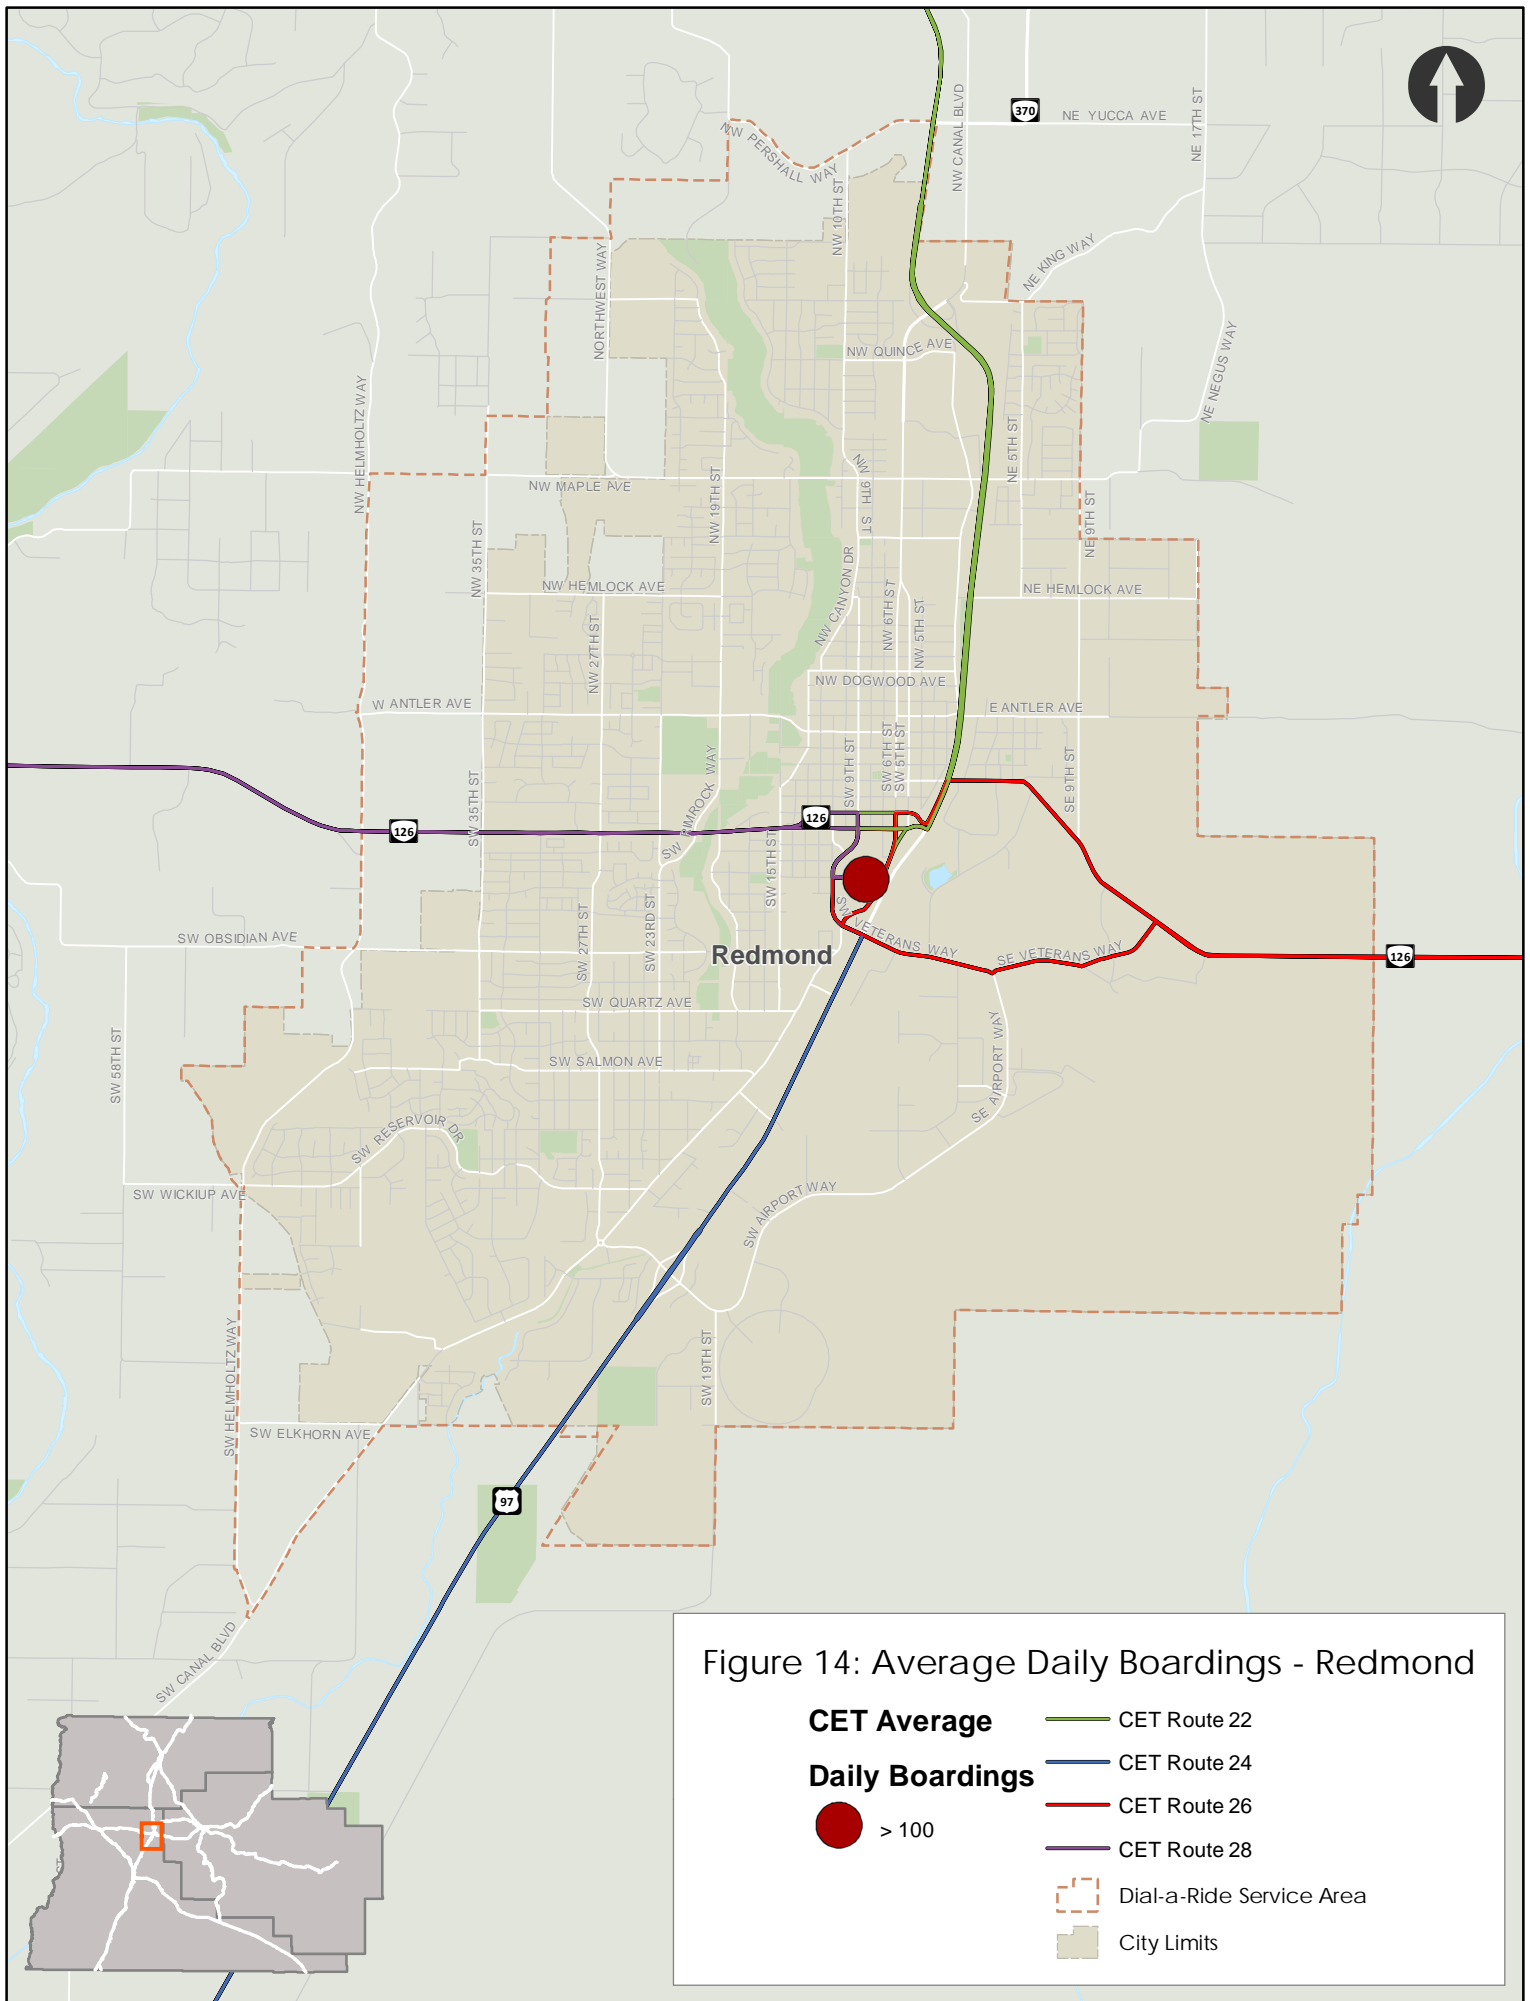 370
NE YUCCA AVE
NW CANAL BLVD
NE 17TH ST
NW PERSHALL WAY
NW 10TH ST
NORTHWEST WAY
NE KING WAY
NW QUINCE AVE
NE NEGUS WAY
NW HELMHOLTZ WAY
NE 5TH ST
NW MAPLE AVE
NW 19TH ST
NW 9TH ST
NE 9TH ST
NW 35TH ST
NW HEMLOCK AVE
NW CANYON DR
NW 6TH ST
NE HEMLOCK AVE
NW 27TH ST
NW 5TH ST
NW DOGWOOD AVE
W ANTLER AVE
E ANTLER AVE
SW 6TH ST
SW 5TH ST
SW 9TH ST
SE 9TH ST
SW RIMROCK WAY
SW 35TH ST
126
126
SW 15TH ST
SW 27TH ST
SW 23RD ST
SW OBSIDIAN AVE
SW VETERANS WAY
SE VETERANS WAY
Redmond
126
SW QUARTZ AVE
SW 58TH ST
SW SALMON AVE
SE AIRPORT WAY
SW RESERVOIR DR
SW WICKIUP AVE
SW AIRPORT WAY
SW HELMHOLTZ WAY
SW 19TH ST
SW ELKHORN AVE
97
SW CANAL BLVD
Figure 14: Average Daily Boardings - Redmond
CET Average
Daily Boardings
> 100
CET Route 22
CET Route 24
CET Route 26
CET Route 28
Dial-a-Ride Service Area
City Limits